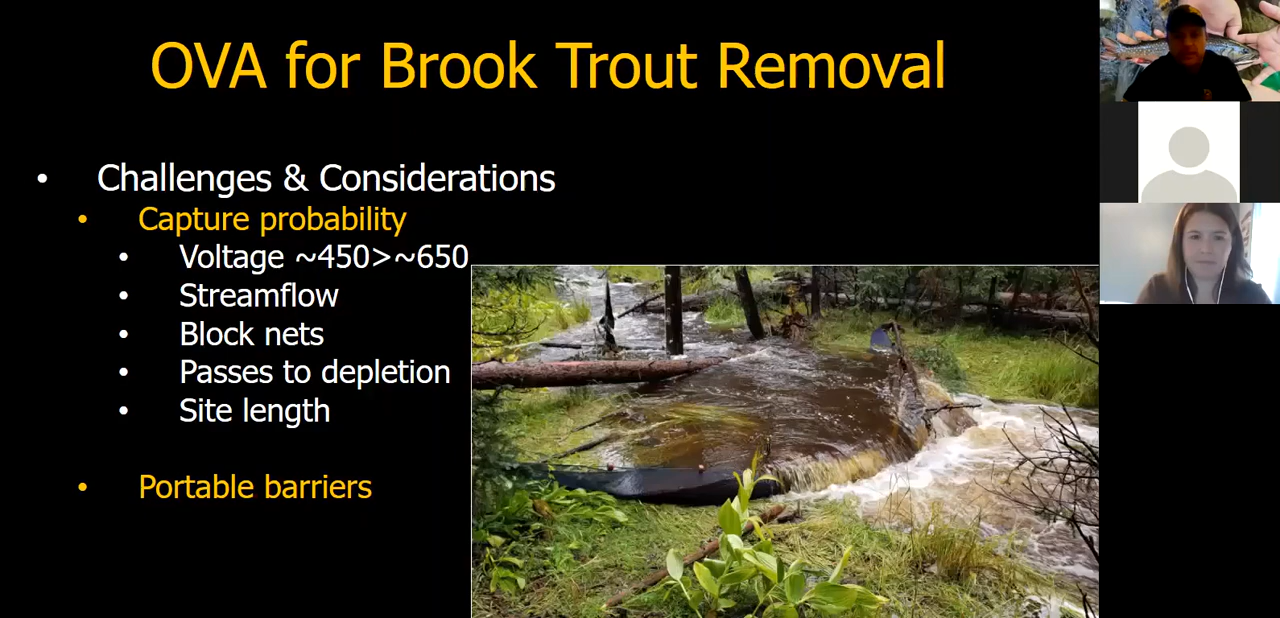 OVA for Brook Trout Removal
• Challenges & Considerations
• Capture probability
• Voltage ~450>~650
• Streamflow
• Block nets
• Passes to depletion
• Site length
• Portable barriers